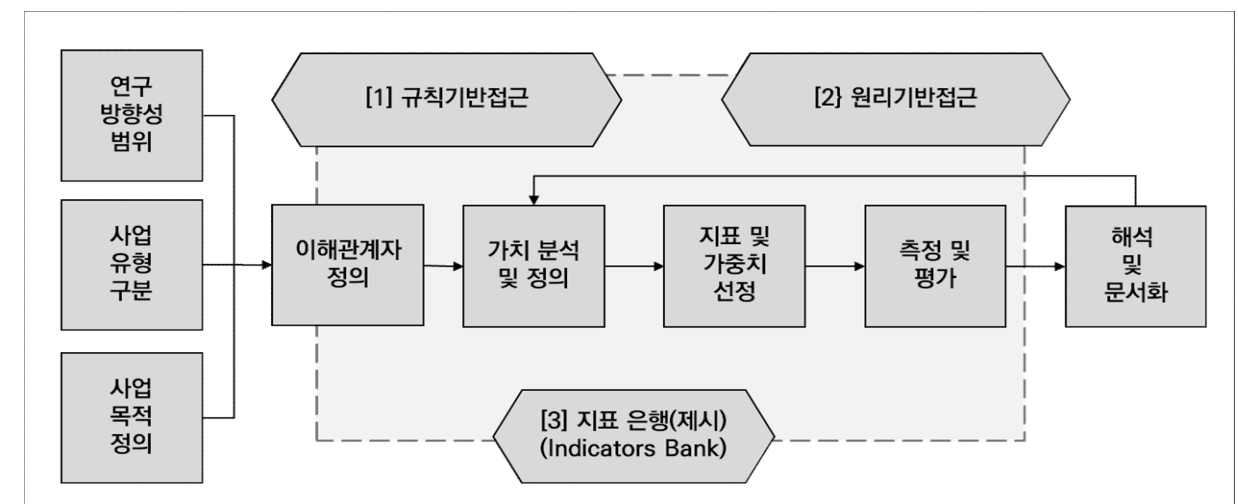 연구
방향성
범위
사업
유형
구분
사업
목적
정의
[1] 규칙기반접근
[2} 원리기반접근
이해관계자
정의
가치 분석
및 정의
지표 및
가중치
선정
측정 및
평가
해석
및
문서화
[3] 지표 은행(제시)
(Indicators Bank)